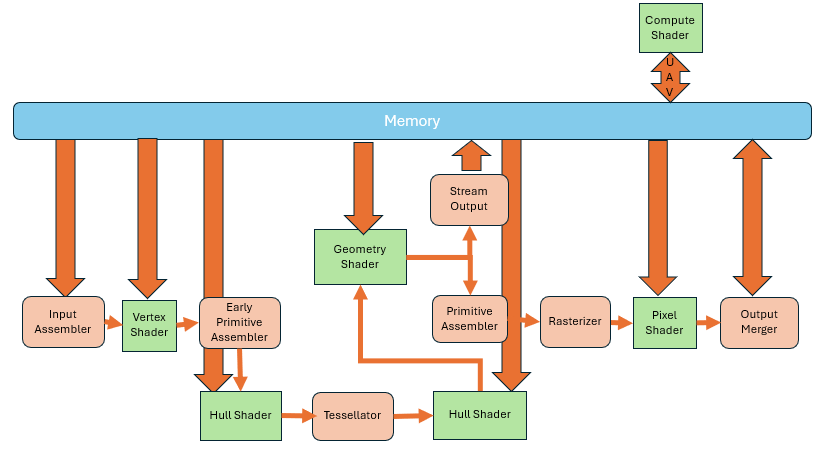 Compute
Shader
U
A
V
Memory
Stream
Output
Geometry
Shader
Input
Assembler
Vertex
Shader
Early
Primitive
Assembler
Primitive
Assembler
Rasterizer
Pixel
Shader
Output
Merger
Hull Shader
Tessellator
Hull Shader